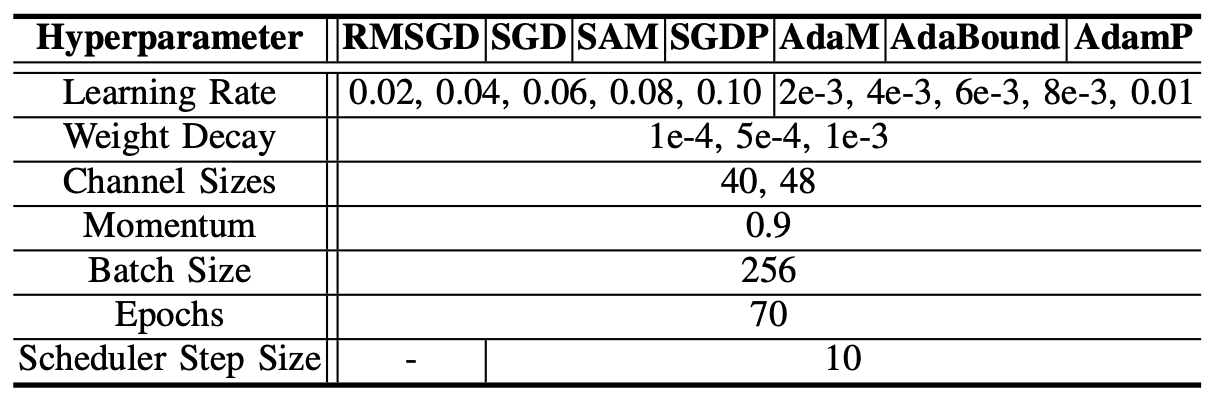 Hyperparameter RMSGD SGD SAM SGDP AdaM AdaBound AdamP
Learning Rate 0.02, 0.04, 0.06, 0.08, 0.10 2e-3, 4e-3, 6e-3, 8e-3, 0.01
Weight Decay 1e-4, 5e-4, 1e-3
Channel Sizes 40, 48
Momentum 0.9
Batch Size 256
Epochs 70
Scheduler Step Size - 10